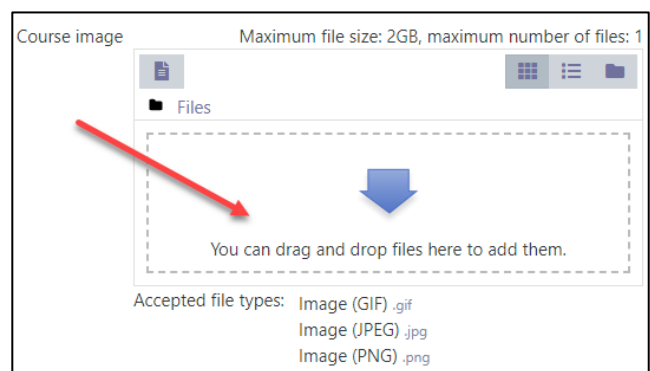 Course image
Maximum file size: 2GB, maximum number of files: 1
Files
You can drag and drop files here to add them.
Accepted file types:
Image (GIF) .gif
Image (JPEG) .jpg
Image (PNG) .png